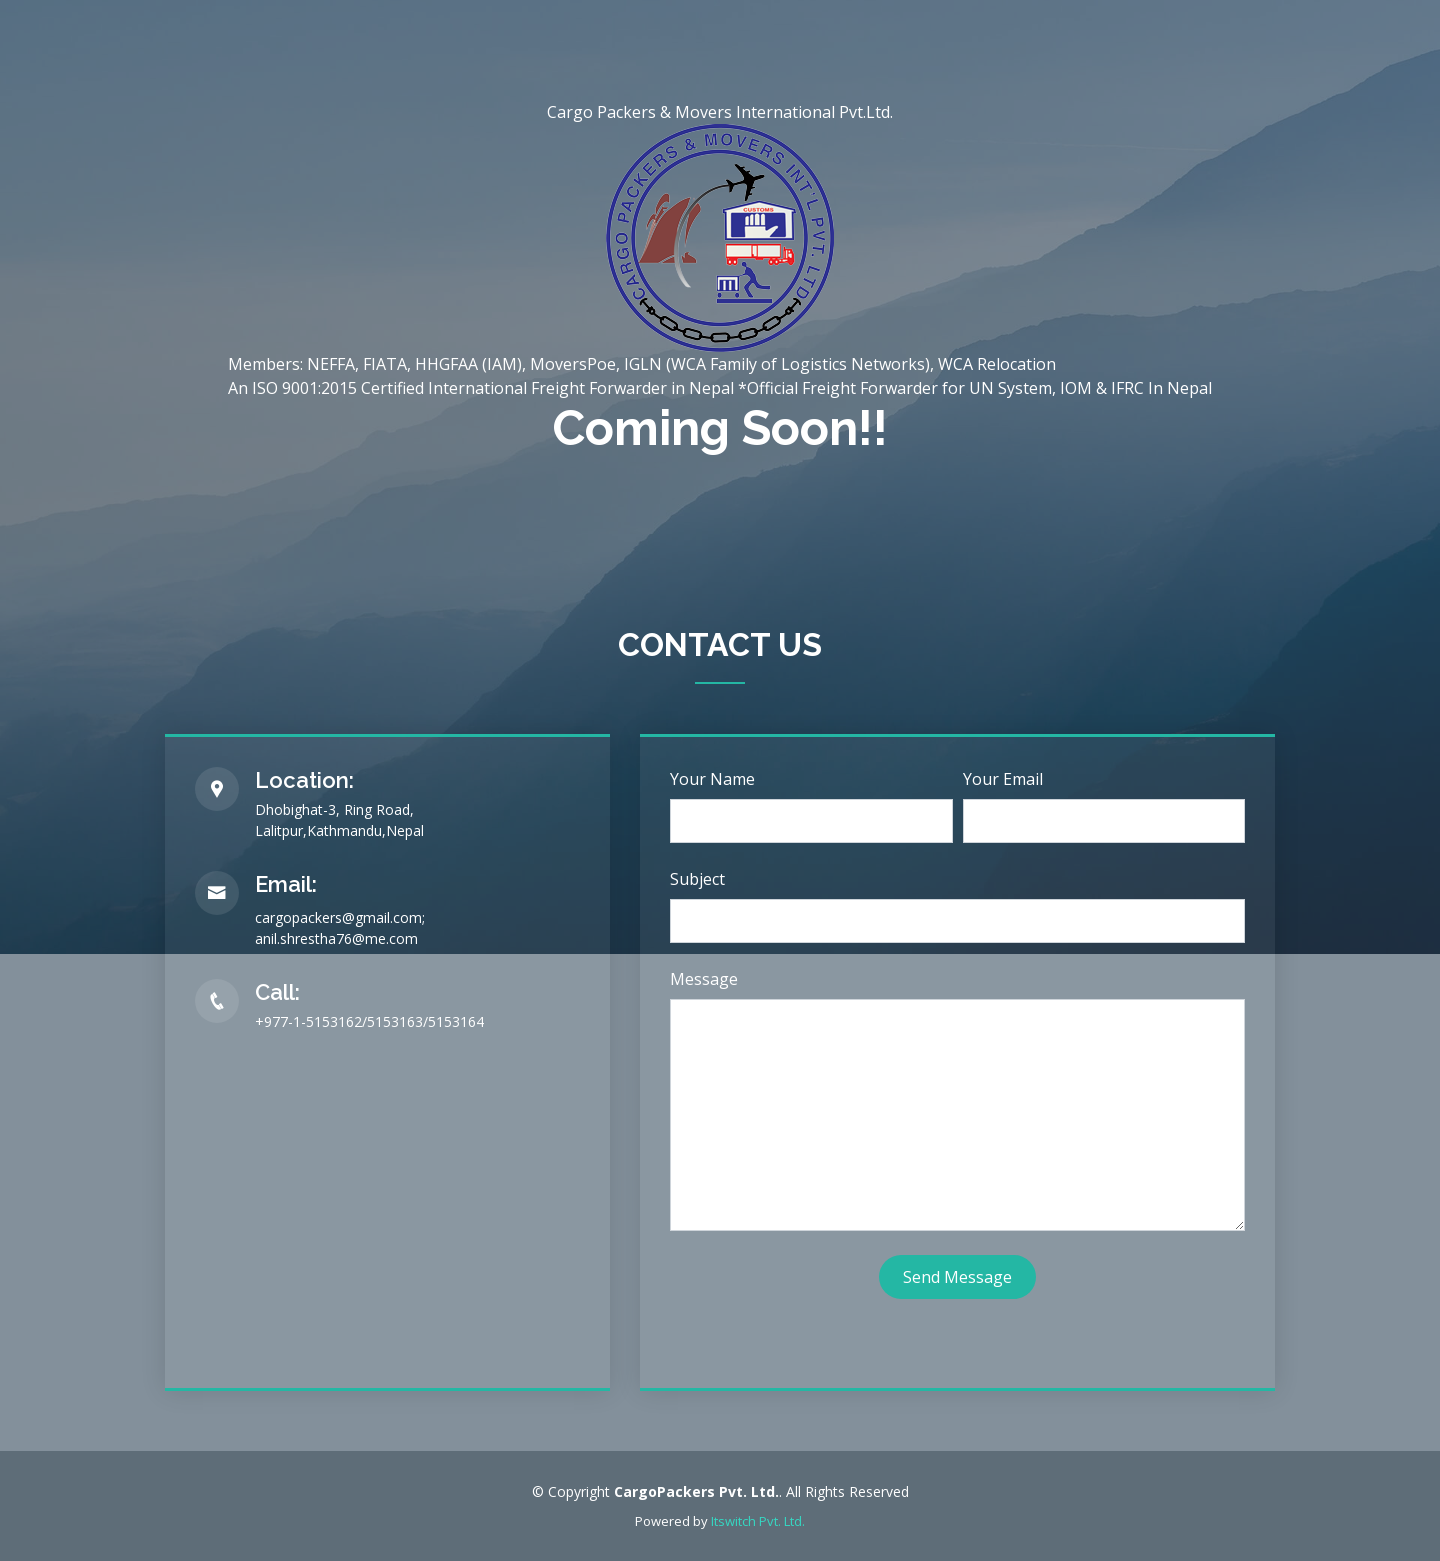 Cargo Packers & Movers International Pvt.Ltd.
CARGO PACKERS & MOVERS INT'L PVT. LTD.
CUSTOMS
Members: NEFFA, FIATA, HHGFAA (IAM), MoversPoe, IGLN (WCA Family of Logistics Networks), WCA Relocation
An ISO 9001:2015 Certified International Freight Forwarder in Nepal *Official Freight Forwarder for UN System, IOM & IFRC In Nepal
Coming Soon!!
CONTACT US
Location:
Dhobighat-3, Ring Road,
Lalitpur,Kathmandu,Nepal
Email:
cargopackers@gmail.com;
anil.shrestha76@me.com
Call:
+977-1-5153162/5153163/5153164
Your Name
Your Email
Subject
Message
Send Message
© Copyright CargoPackers Pvt. Ltd.. All Rights Reserved
Powered by Itswitch Pvt. Ltd.